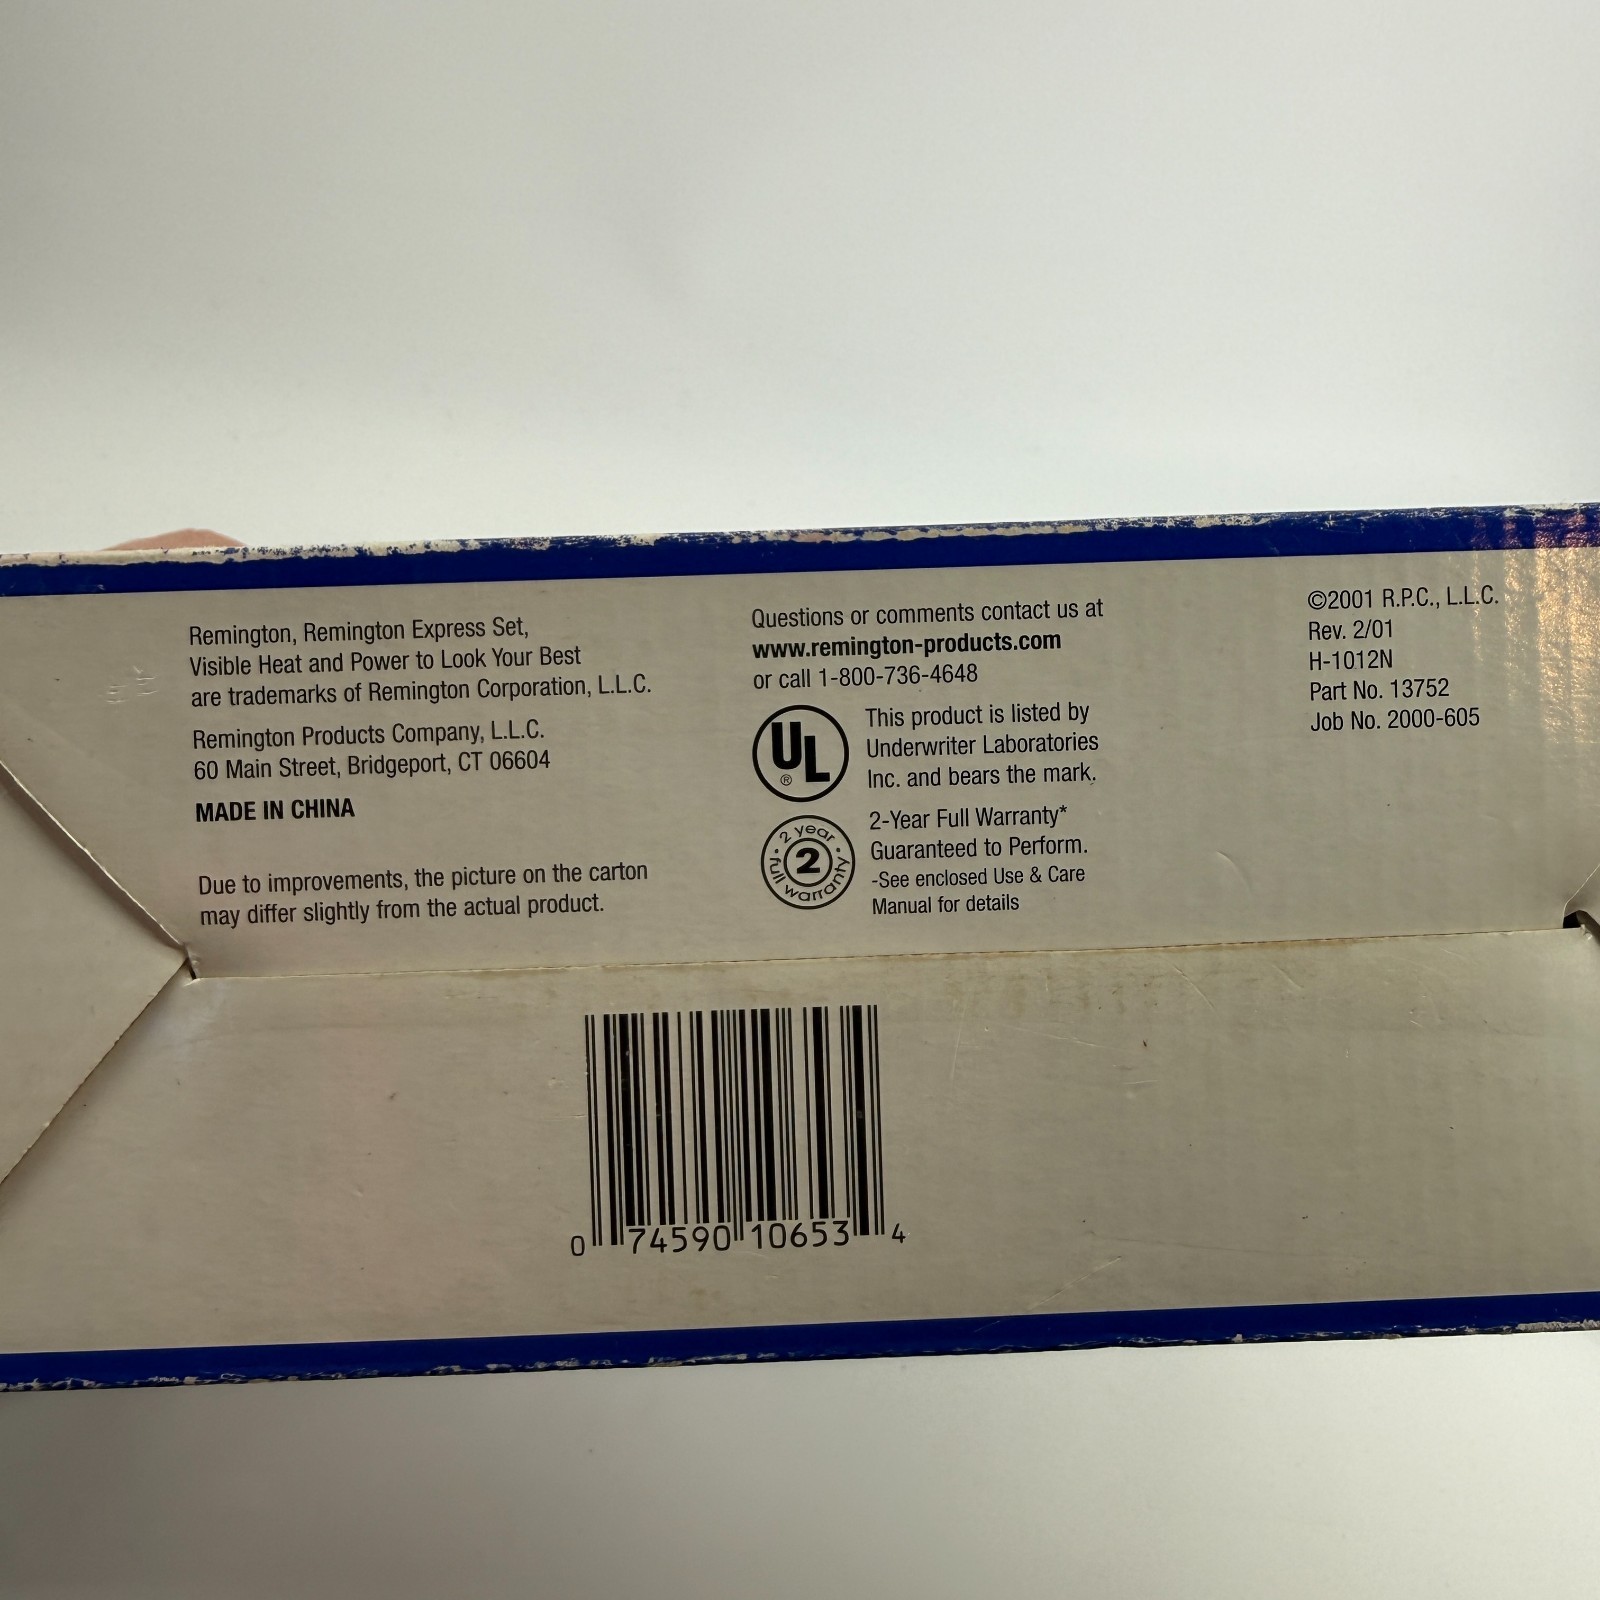 Remington, Remington Express Set,
Visible Heat and Power to Look Your Best
are trademarks of Remington Corporation, L.L.C.
Remington Products Company, L.L.C.
60 Main Street, Bridgeport, CT 06604
MADE IN CHINA
Due to improvements, the picture on the carton
may differ slightly from the actual product.
Questions or comments contact us at
www.remington-products.com
or call 1-800-736-4648
UL
®
This product is listed by
Underwriter Laboratories
Inc. and bears the mark.
2 year
2
full warranty
2-Year Full Warranty*
Guaranteed to Perform.
-See enclosed Use & Care
Manual for details
©2001 R.P.C., L.L.C.
Rev. 2/01
H-1012N
Part No. 13752
Job No. 2000-605
0 74590 10653 4